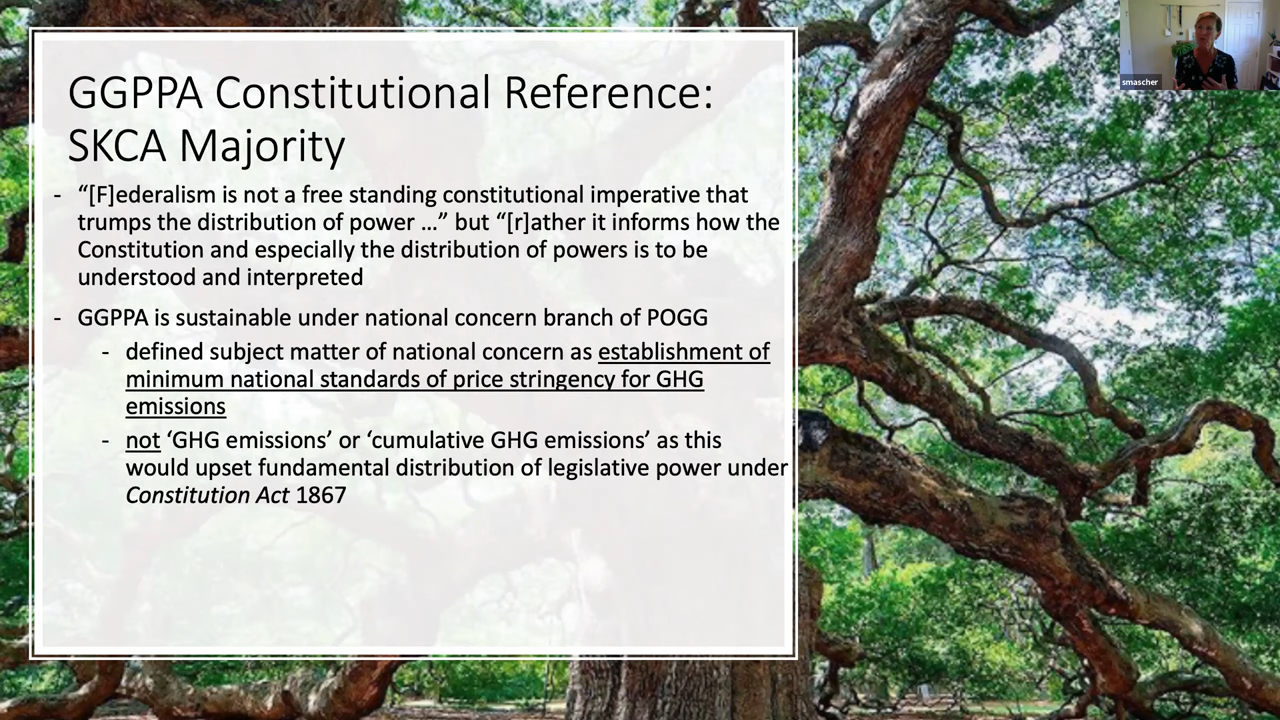 GGPPA Constitutional Reference:
SKCA Majority
- “[F]ederalism is not a free standing constitutional imperative that
trumps the distribution of power …” but “[r]ather it informs how the
Constitution and especially the distribution of powers is to be
understood and interpreted
- GGPPA is sustainable under national concern branch of POGG
- defined subject matter of national concern as establishment of
minimum national standards of price stringency for GHG
emissions
- not ‘GHG emissions’ or ‘cumulative GHG emissions’ as this
would upset fundamental distribution of legislative power under
Constitution Act 1867
smascher